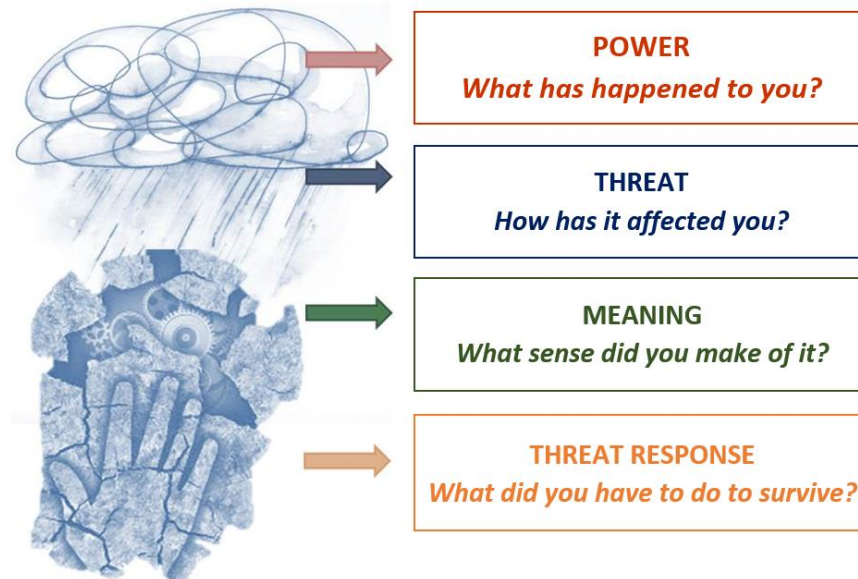 POWER
What has happened to you?
THREAT
How has it affected you?
MEANING
What sense did you make of it?
THREAT RESPONSE
What did you have to do to survive?